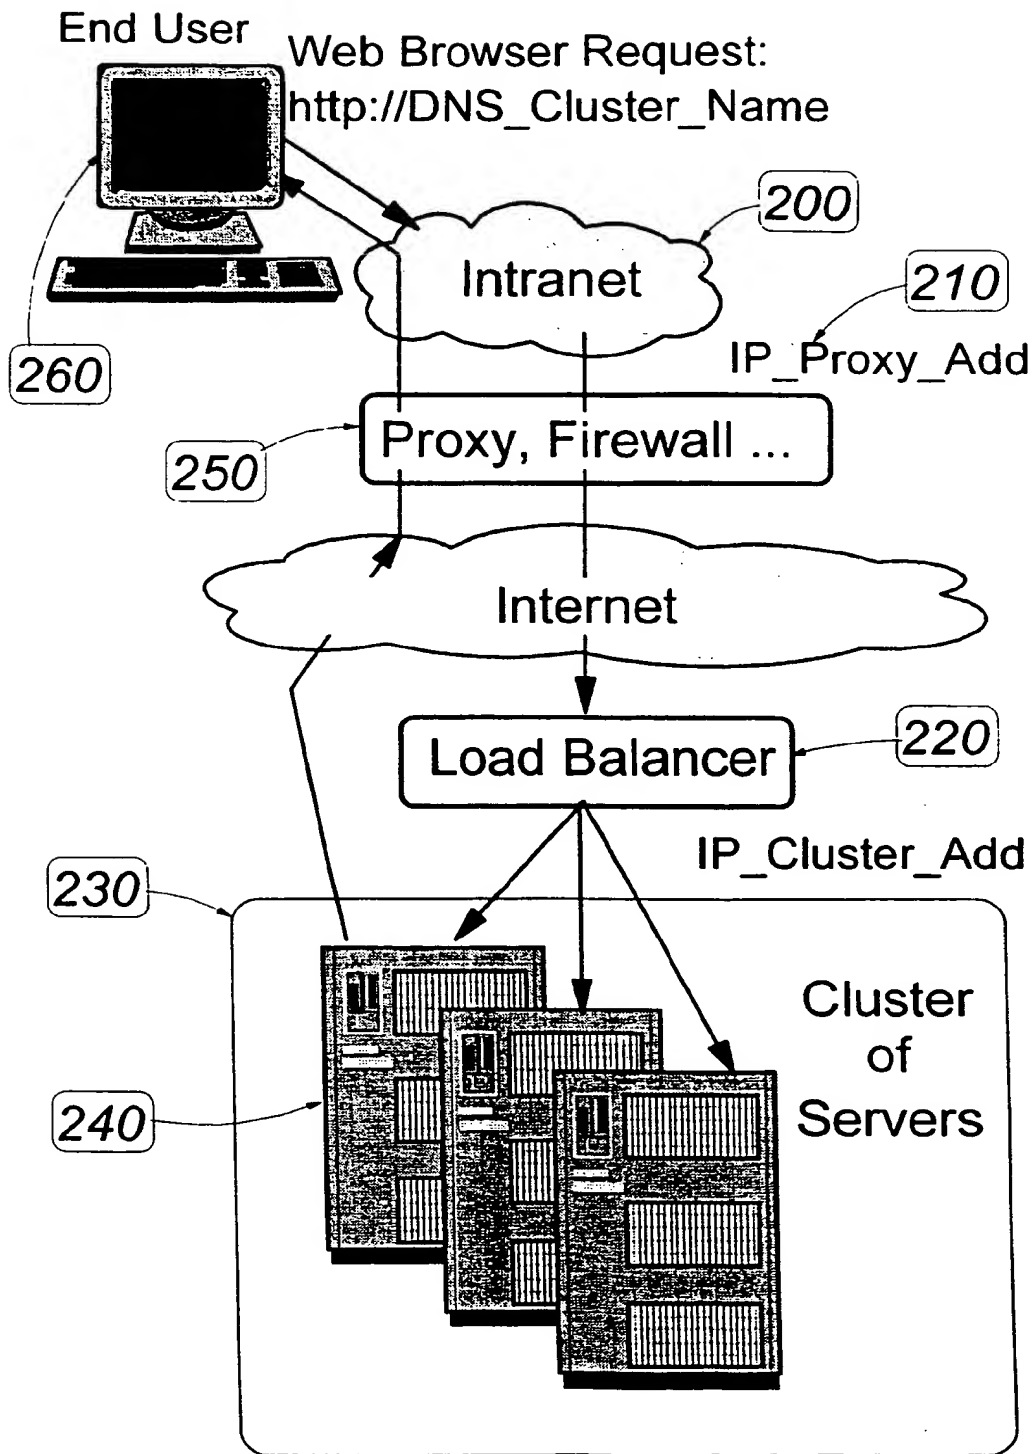 End User
Web Browser Request:
http://DNS_Cluster_Name
200
Intranet
210
IP_Proxy_Add
260
Proxy, Firewall ...
250
Internet
Load Balancer
220
IP_Cluster_Add
230
Cluster
of
Servers
240